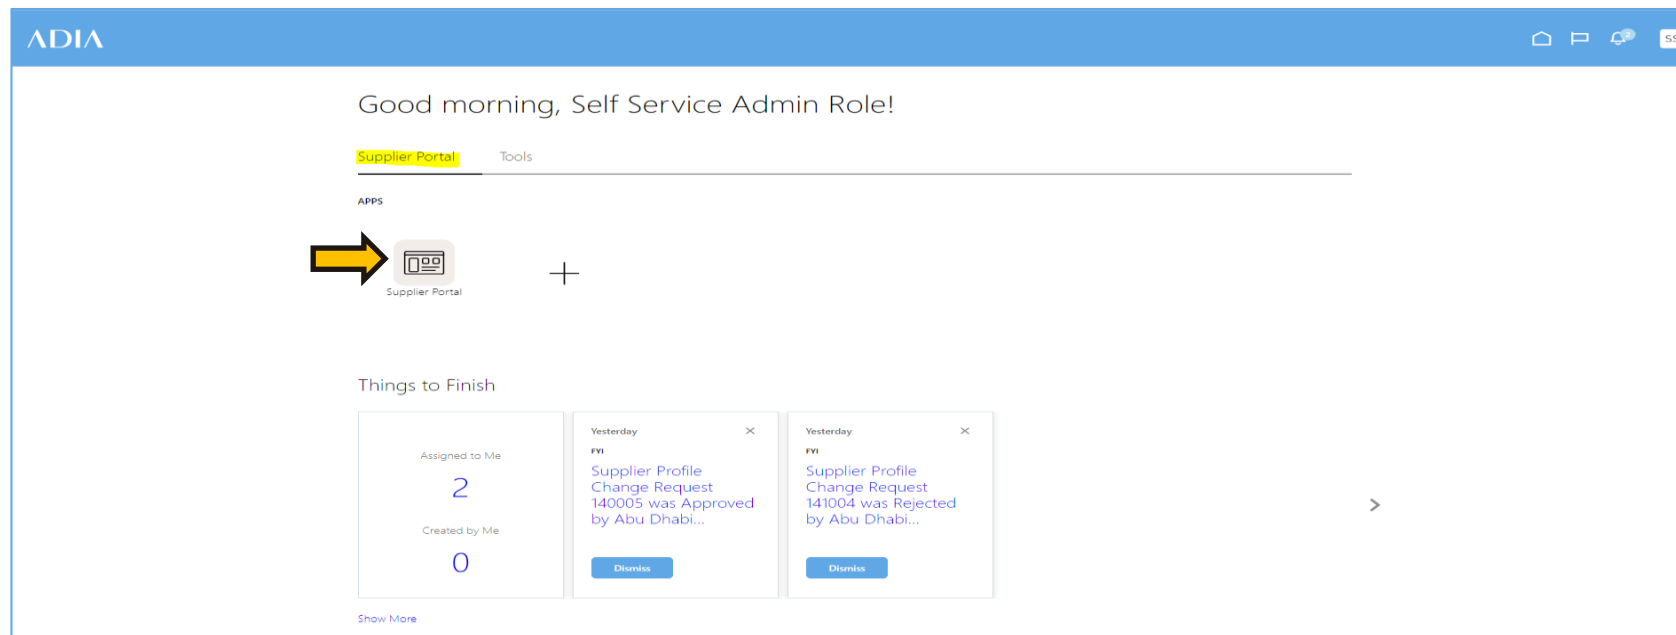 ADIA
2
SS
Good morning, Self Service Admin Role!
Supplier Portal
Tools
APPS
Supplier Portal
Things to Finish
Assigned to Me
2
Created by Me
0
Yesterday
FYI
Supplier Profile
Change Request
140005 was Approved
by Abu Dhabi...
Dismiss
Yesterday
FYI
Supplier Profile
Change Request
141004 was Rejected
by Abu Dhabi...
Dismiss
Show More